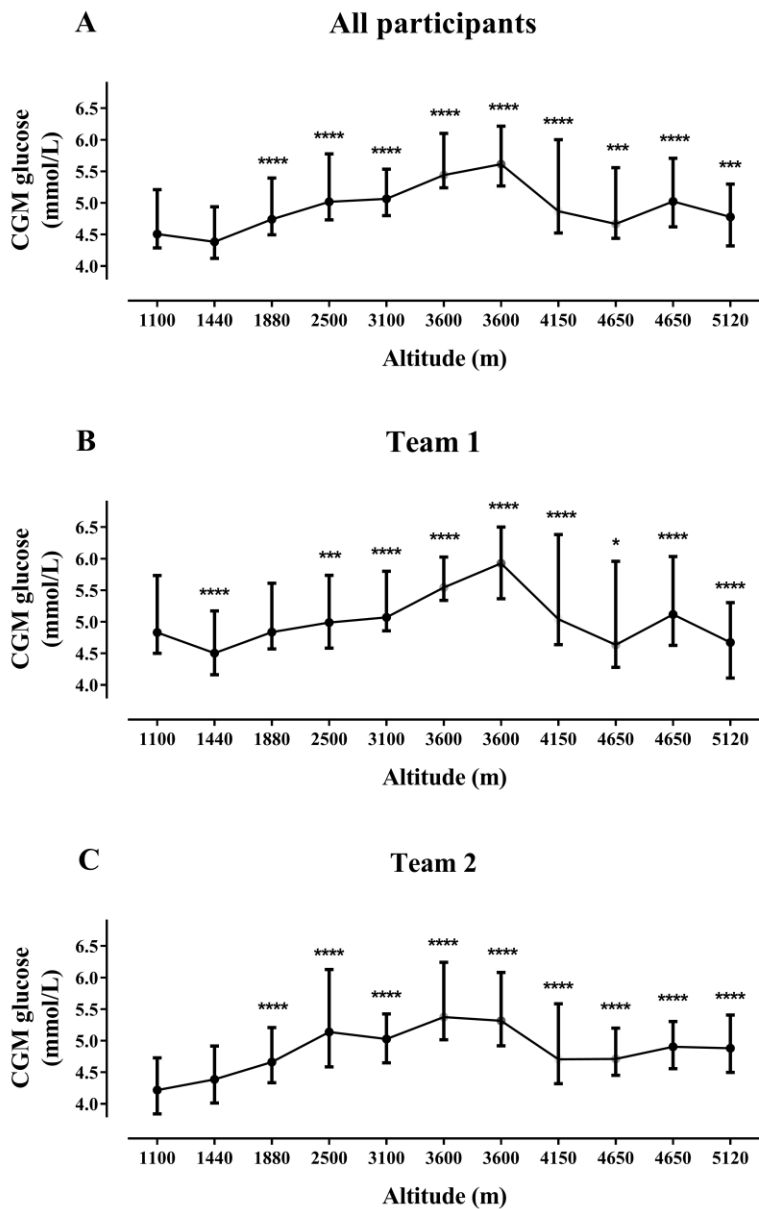 A All participants
CGM glucose
(mmol/L)
6.5
6.0
5.5
5.0
4.5
4.0
**** **** **** **** **** **** *** **** ***
1100 1440 1880 2500 3100 3600 3600 4150 4650 4650 5120
Altitude (m)
B Team 1
CGM glucose
(mmol/L)
6.5
6.0
5.5
5.0
4.5
4.0
**** *** **** **** **** **** * **** ****
1100 1440 1880 2500 3100 3600 3600 4150 4650 4650 5120
Altitude (m)
C Team 2
CGM glucose
(mmol/L)
6.5
6.0
5.5
5.0
4.5
4.0
**** **** **** **** **** **** **** **** ****
1100 1440 1880 2500 3100 3600 3600 4150 4650 4650 5120
Altitude (m)